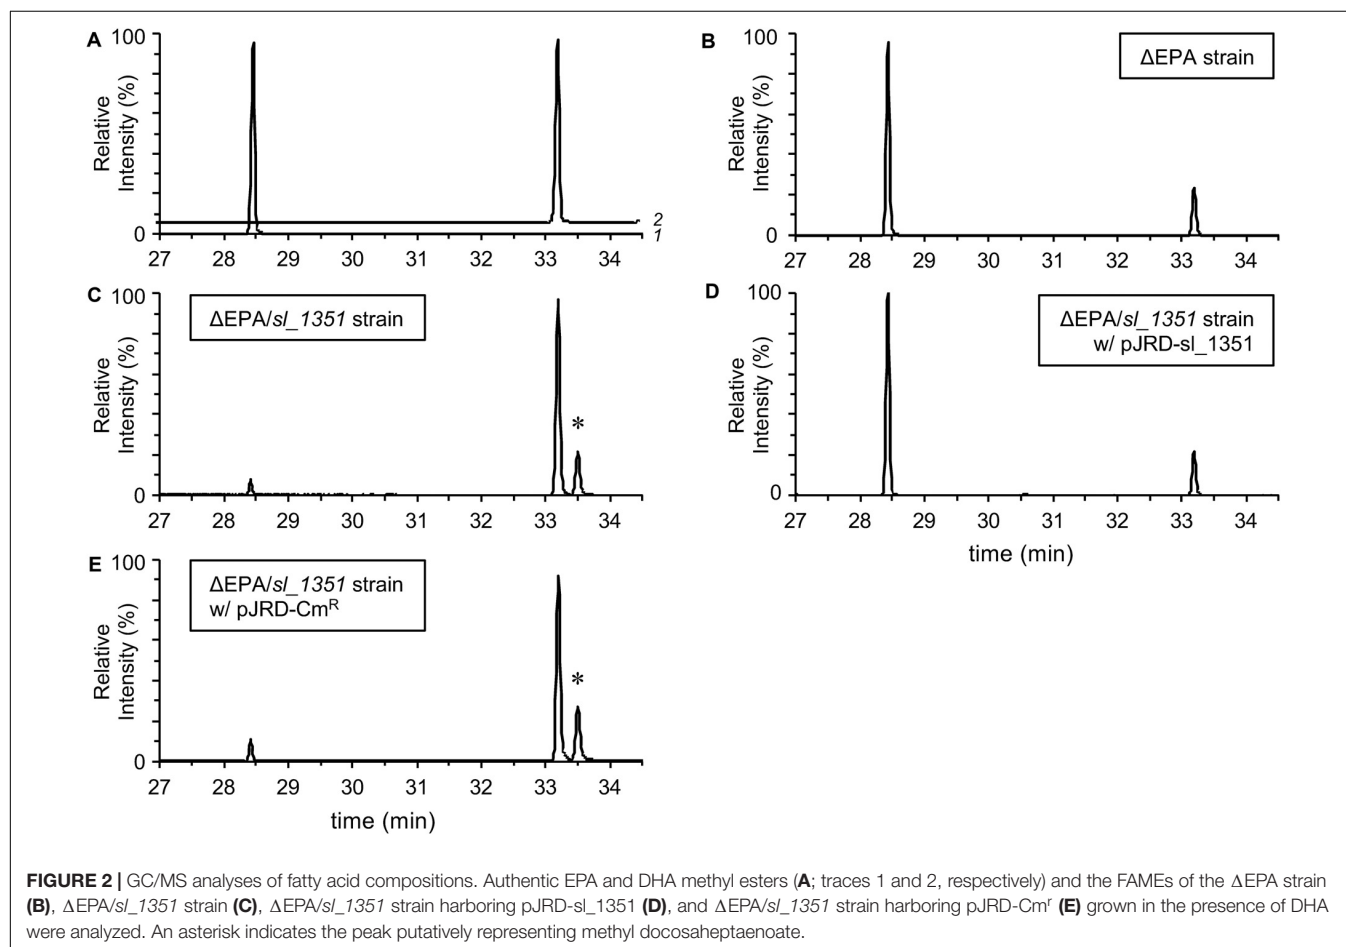 A
100
Relative
Intensity (%)
0
2
1
27 28 29 30 31 32 33 34
B
100
Relative
Intensity (%)
0
ΔEPA strain
27 28 29 30 31 32 33 34
C
100
Relative
Intensity (%)
0
ΔEPA/sl_1351 strain
*
27 28 29 30 31 32 33 34
D
100
Relative
Intensity (%)
0
ΔEPA/sl_1351 strain
w/ pJRD-sl_1351
27 28 29 30 31 32 33 34
time (min)
E
100
Relative
Intensity (%)
0
ΔEPA/sl_1351 strain
w/ pJRD-Cmᴿ
*
27 28 29 30 31 32 33 34
time (min)
FIGURE 2 | GC/MS analyses of fatty acid compositions. Authentic EPA and DHA methyl esters (A; traces 1 and 2, respectively) and the FAMEs of the ΔEPA strain
(B), ΔEPA/sl_1351 strain (C), ΔEPA/sl_1351 strain harboring pJRD-sl_1351 (D), and ΔEPA/sl_1351 strain harboring pJRD-Cmʳ (E) grown in the presence of DHA
were analyzed. An asterisk indicates the peak putatively representing methyl docosaheptaenoate.